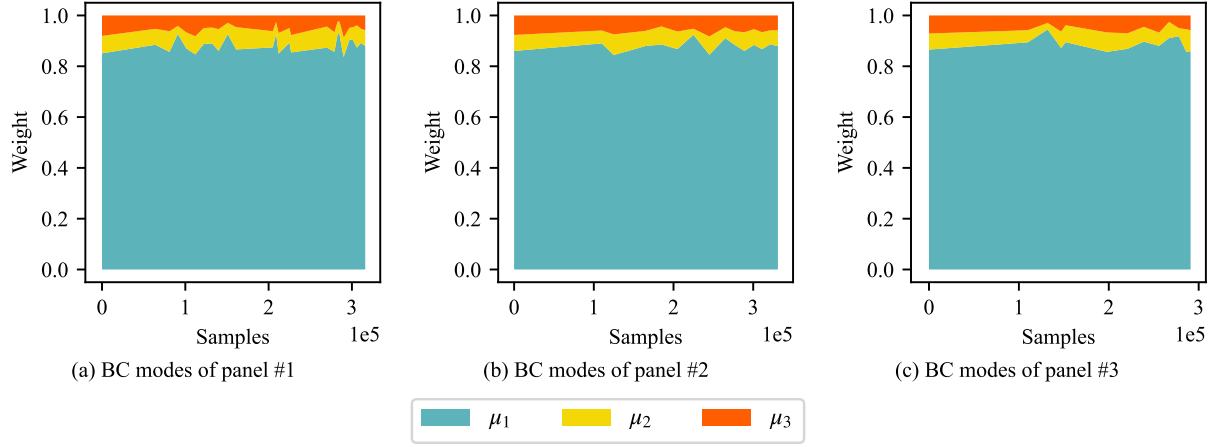 1.0
0.8
0.6
0.4
0.2
0.0
Weight
0 1 2 3
1e5
Samples
(a) BC modes of panel #1
1.0
0.8
0.6
0.4
0.2
0.0
Weight
0 1 2 3
1e5
Samples
(b) BC modes of panel #2
1.0
0.8
0.6
0.4
0.2
0.0
Weight
0 1 2 3
1e5
Samples
(c) BC modes of panel #3
μ₁ μ₂ μ₃